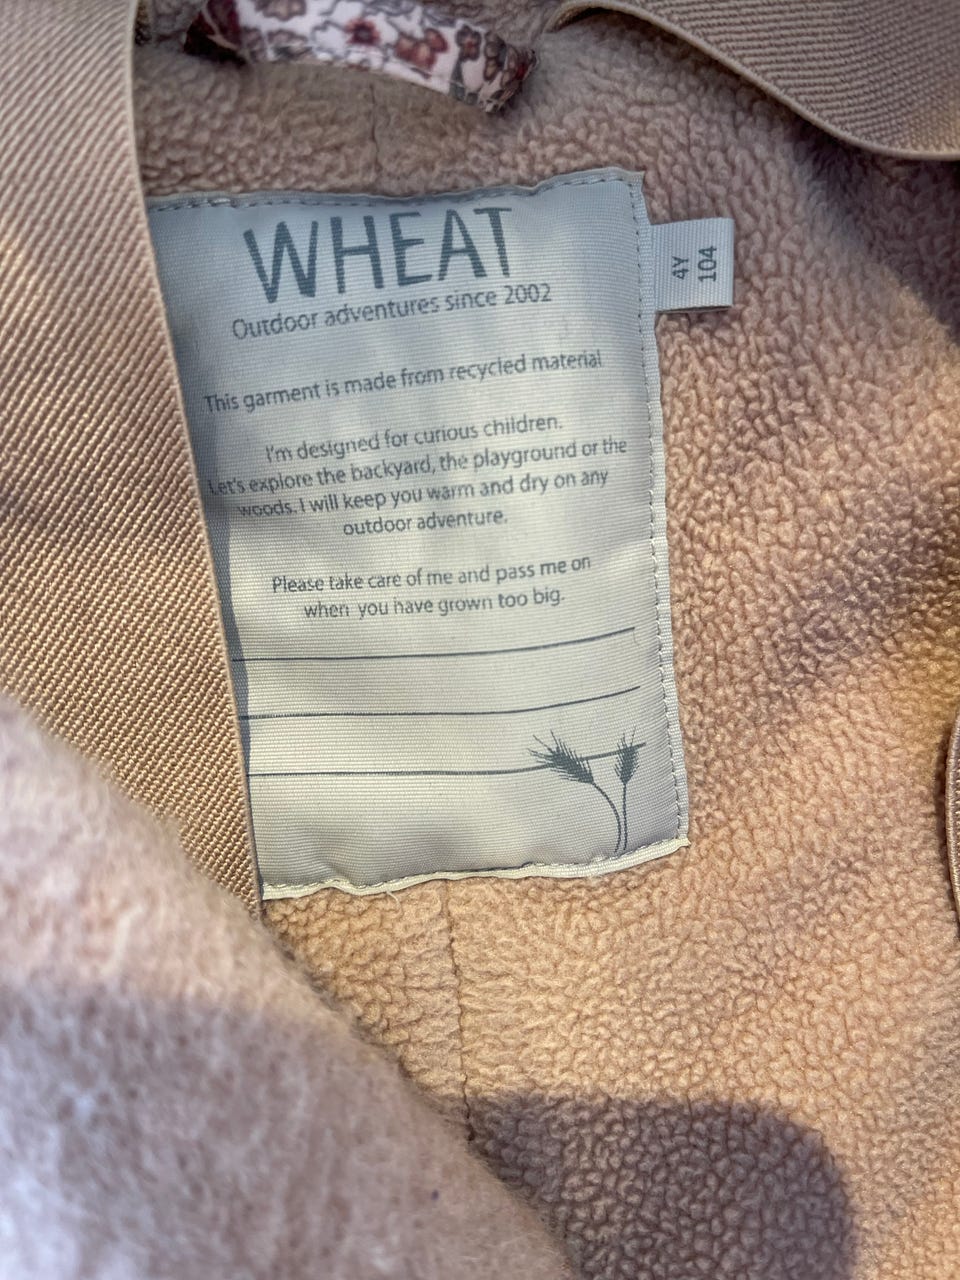 WHEAT
Outdoor adventures since 2002
This garment is made from recycled material
I'm designed for curious children.
Let's explore the backyard, the playground or the
woods. I will keep you warm and dry on any
outdoor adventure.
Please take care of me and pass me on
when you have grown too big.
4Y
104